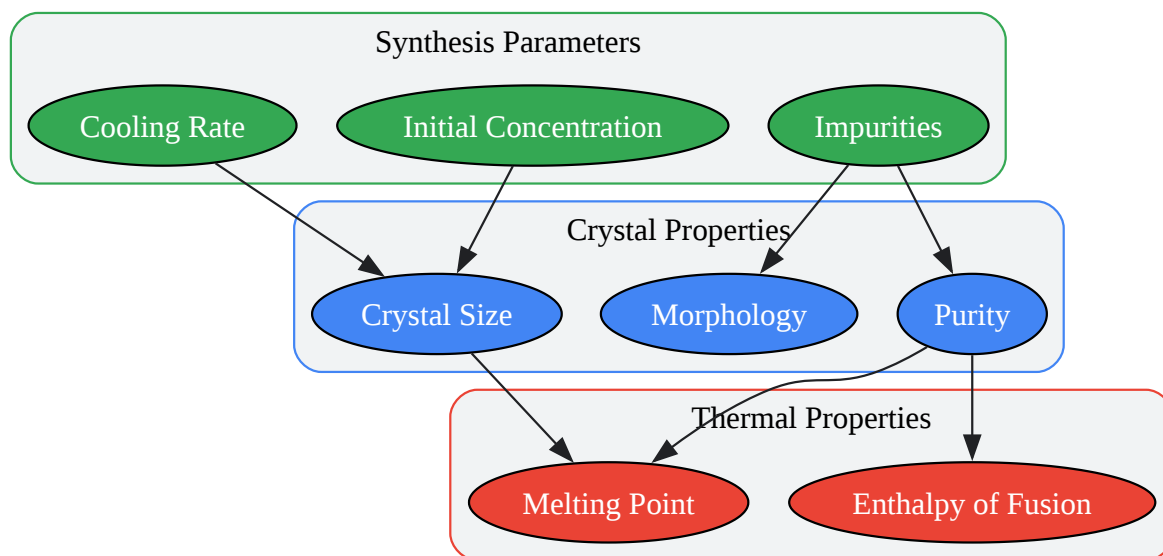 Synthesis Parameters
Cooling Rate
Initial Concentration
Impurities
Crystal Properties
Crystal Size
Morphology
Purity
Thermal Properties
Melting Point
Enthalpy of Fusion